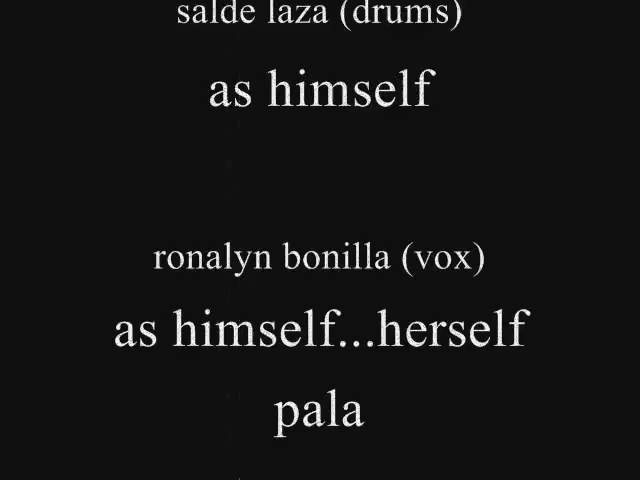 salde laza (drums)
as himself
ronalyn bonilla (vox)
as himself...herself
pala